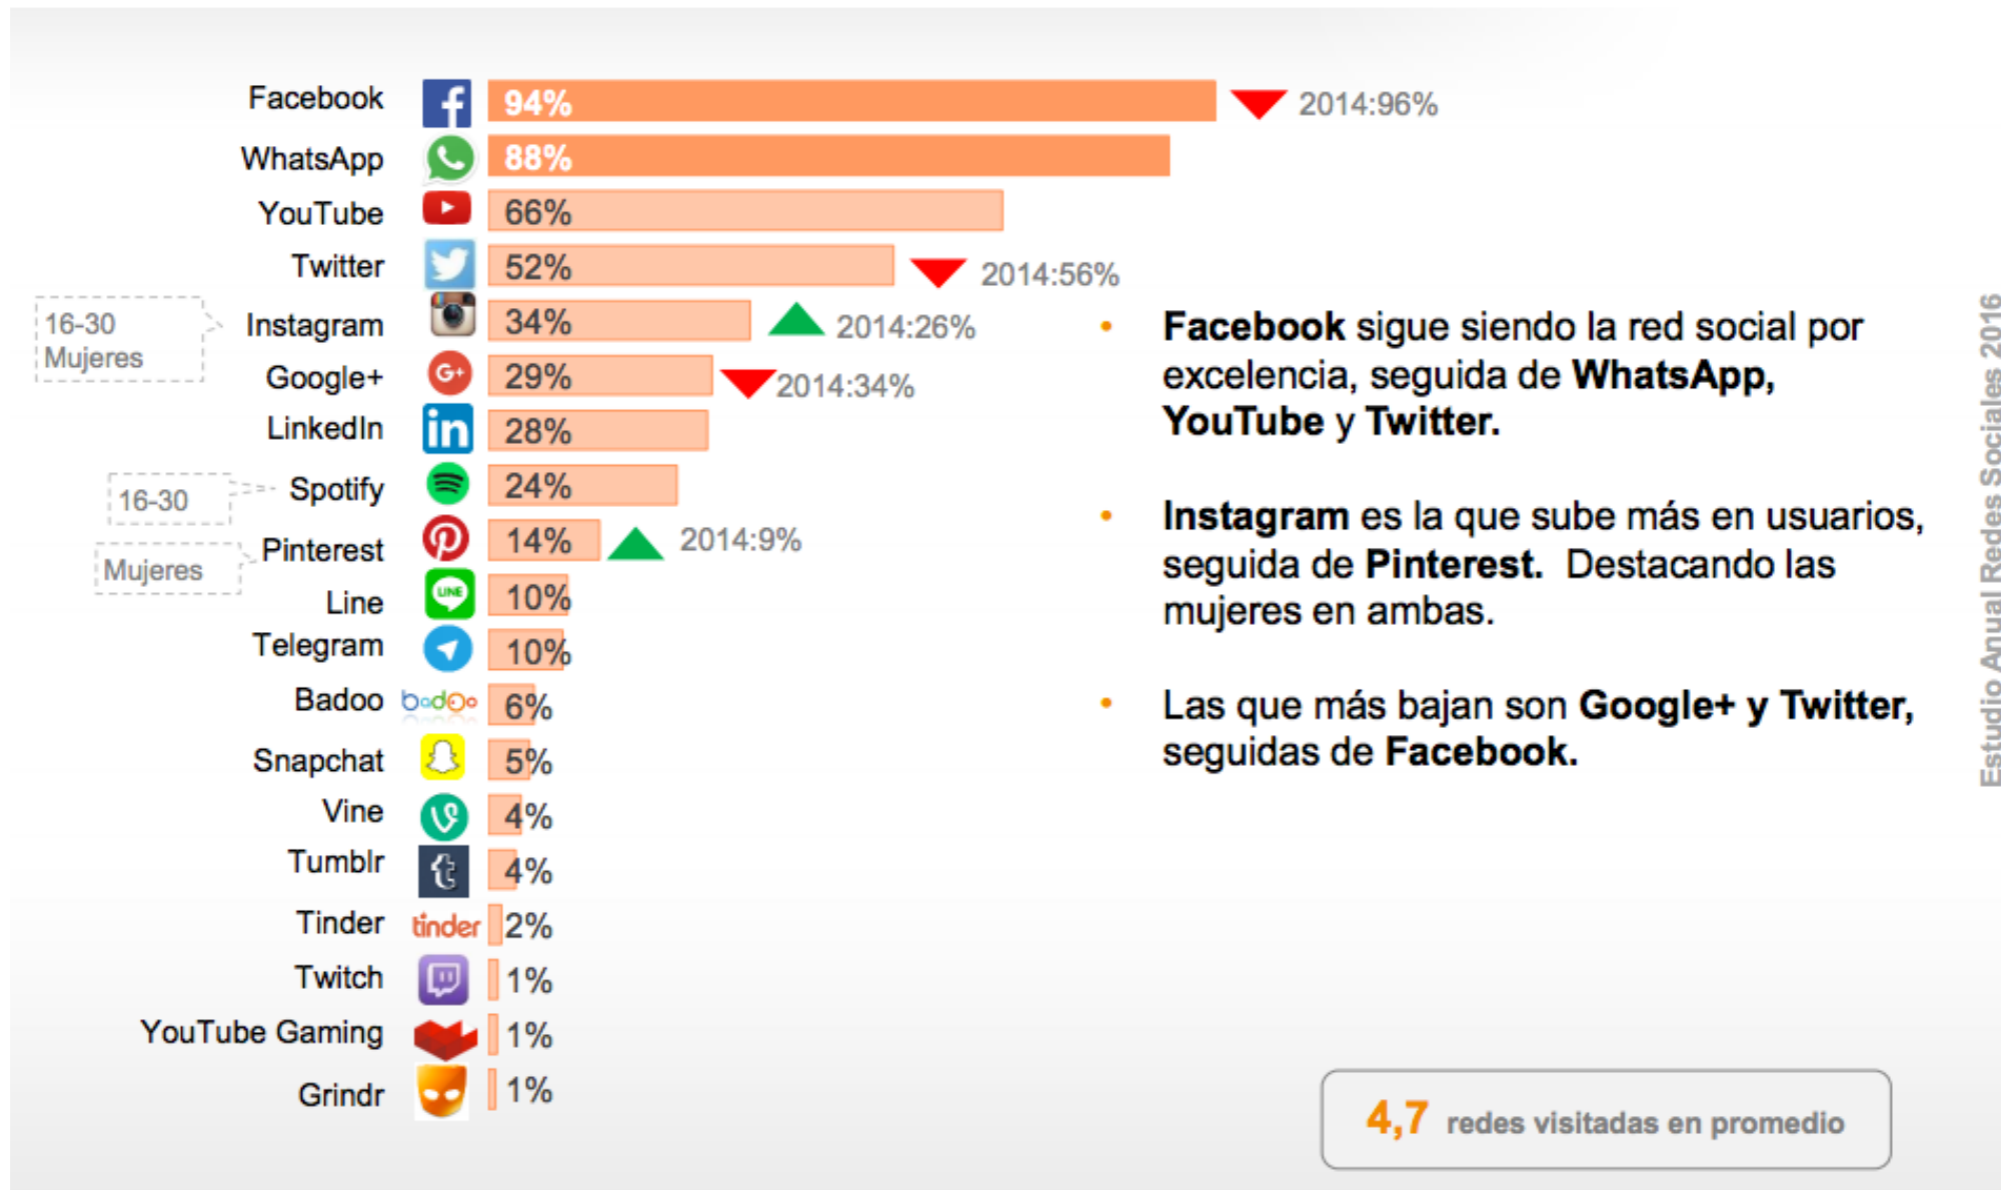 Facebook 94% 2014:96%
WhatsApp 88%
YouTube 66%
Twitter 52% 2014:56%
16-30
Mujeres
Instagram 34% 2014:26%
Google+ G+ 29% 2014:34%
LinkedIn in 28%
16-30
Spotify 24%
Mujeres
Pinterest 14% 2014:9%
Line LINE 10%
Telegram 10%
Badoo badoo 6%
Snapchat 5%
Vine 4%
Tumblr t 4%
Tinder tinder 2%
Twitch 1%
YouTube Gaming 1%
Grindr 1%
• Facebook sigue siendo la red social por
excelencia, seguida de WhatsApp,
YouTube y Twitter.
• Instagram es la que sube más en usuarios,
seguida de Pinterest. Destacando las
mujeres en ambas.
• Las que más bajan son Google+ y Twitter,
seguidas de Facebook.
4,7 redes visitadas en promedio
Estudio Anual Redes Sociales 2016